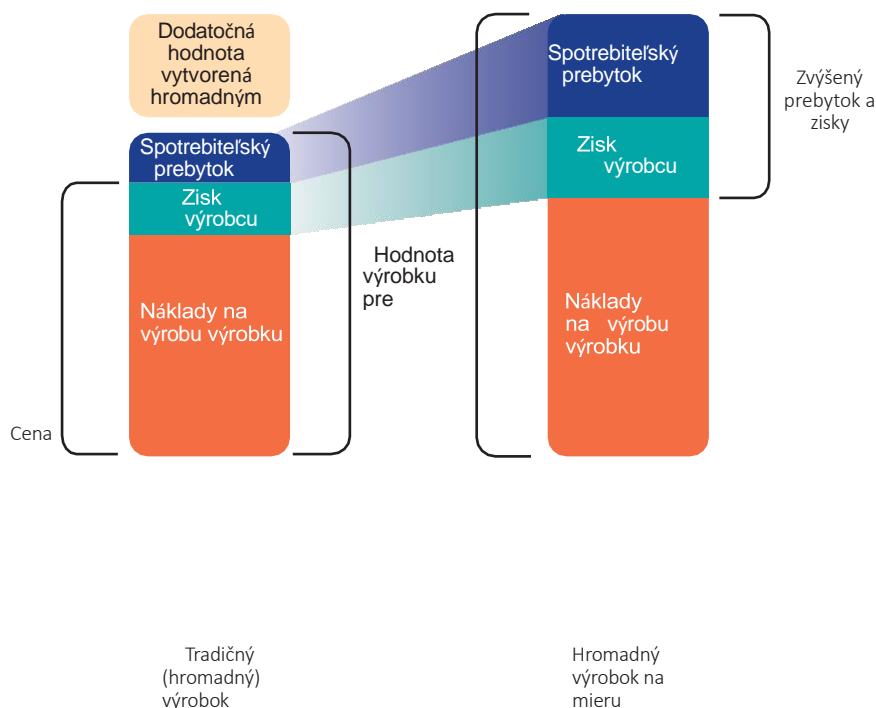 Dodatočná
hodnota
vytvorená
hromadným
Spotrebiteľský
prebytok
Zisk
výrobcu
Náklady na
výrobu výrobku
Cena
Hodnota
výrobku
pre
Spotrebiteľský
prebytok
Zisk
výrobcu
Náklady
na výrobu
výrobku
Zvýšený
prebytok a
zisky
Tradičný
(hromadný)
výrobok
Hromadný
výrobok na
mieru